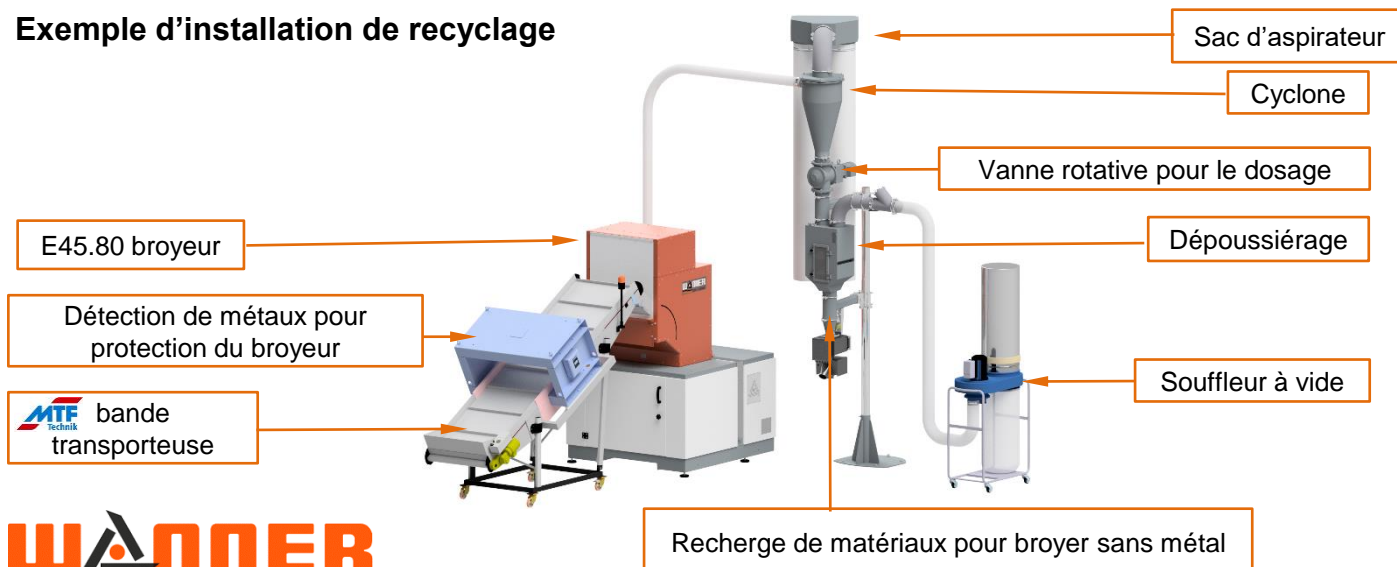 Exemple d’installation de recyclage
Sac d’aspirateur
Cyclone
Vanne rotative pour le dosage
E45.80 broyeur
Dépoussiérage
WANNER
Détection de métaux pour
protection du broyeur
Souffleur à vide
MTF bande
Technik
transporteuse
WANNER
Recherge de matériaux pour broyer sans métal